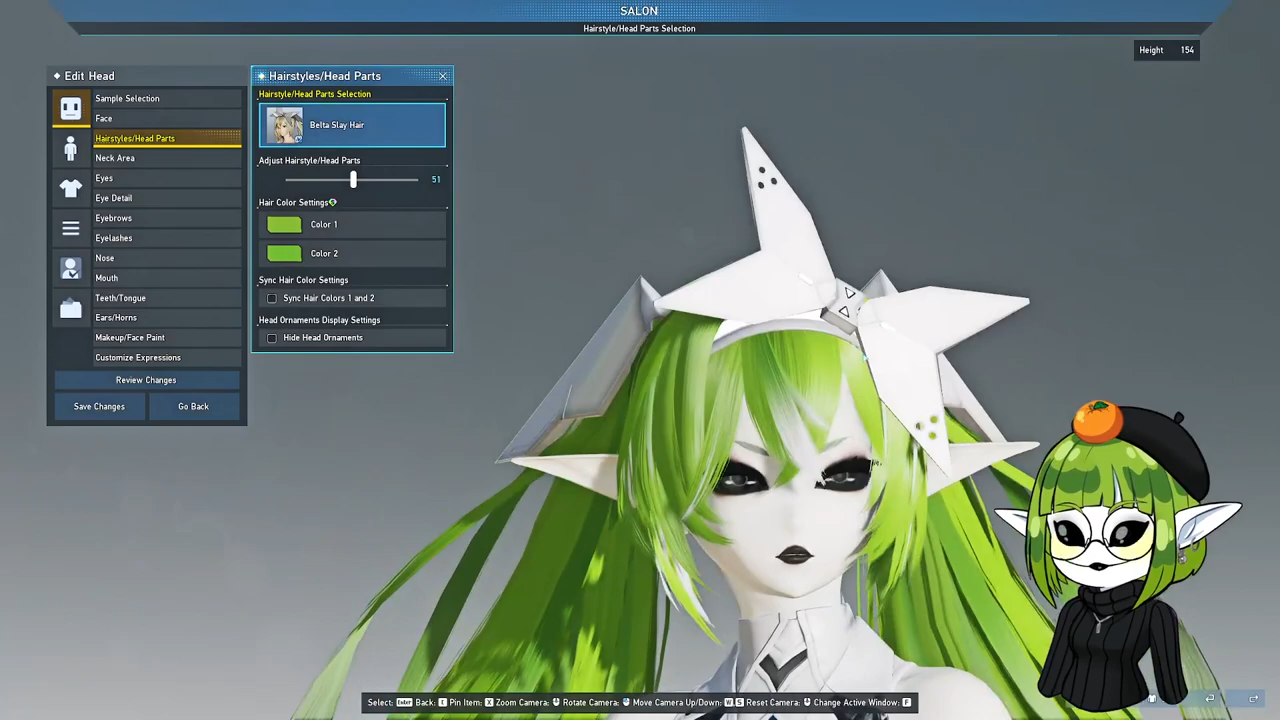 SALON
Hairstyle/Head Parts Selection
Height 154
Edit Head
Sample Selection
Face
Hairstyles/Head Parts
Neck Area
Eyes
Eye Detail
Eyebrows
Eyelashes
Nose
Mouth
Teeth/Tongue
Ears/Horns
Makeup/Face Paint
Customize Expressions
Review Changes
Save Changes
Go Back
Hairstyles/Head Parts
Hairstyle/Head Parts Selection
Belta Slay Hair
Adjust Hairstyle/Head Parts
51
Hair Color Settings
Color 1
Color 2
Sync Hair Color Settings
Sync Hair Colors 1 and 2
Head Ornaments Display Settings
Hide Head Ornaments
Select: Enter Back: Pin Item: X Zoom Camera: Rotate Camera: Move Camera Up/Down: W S Reset Camera: Change Active Window: F